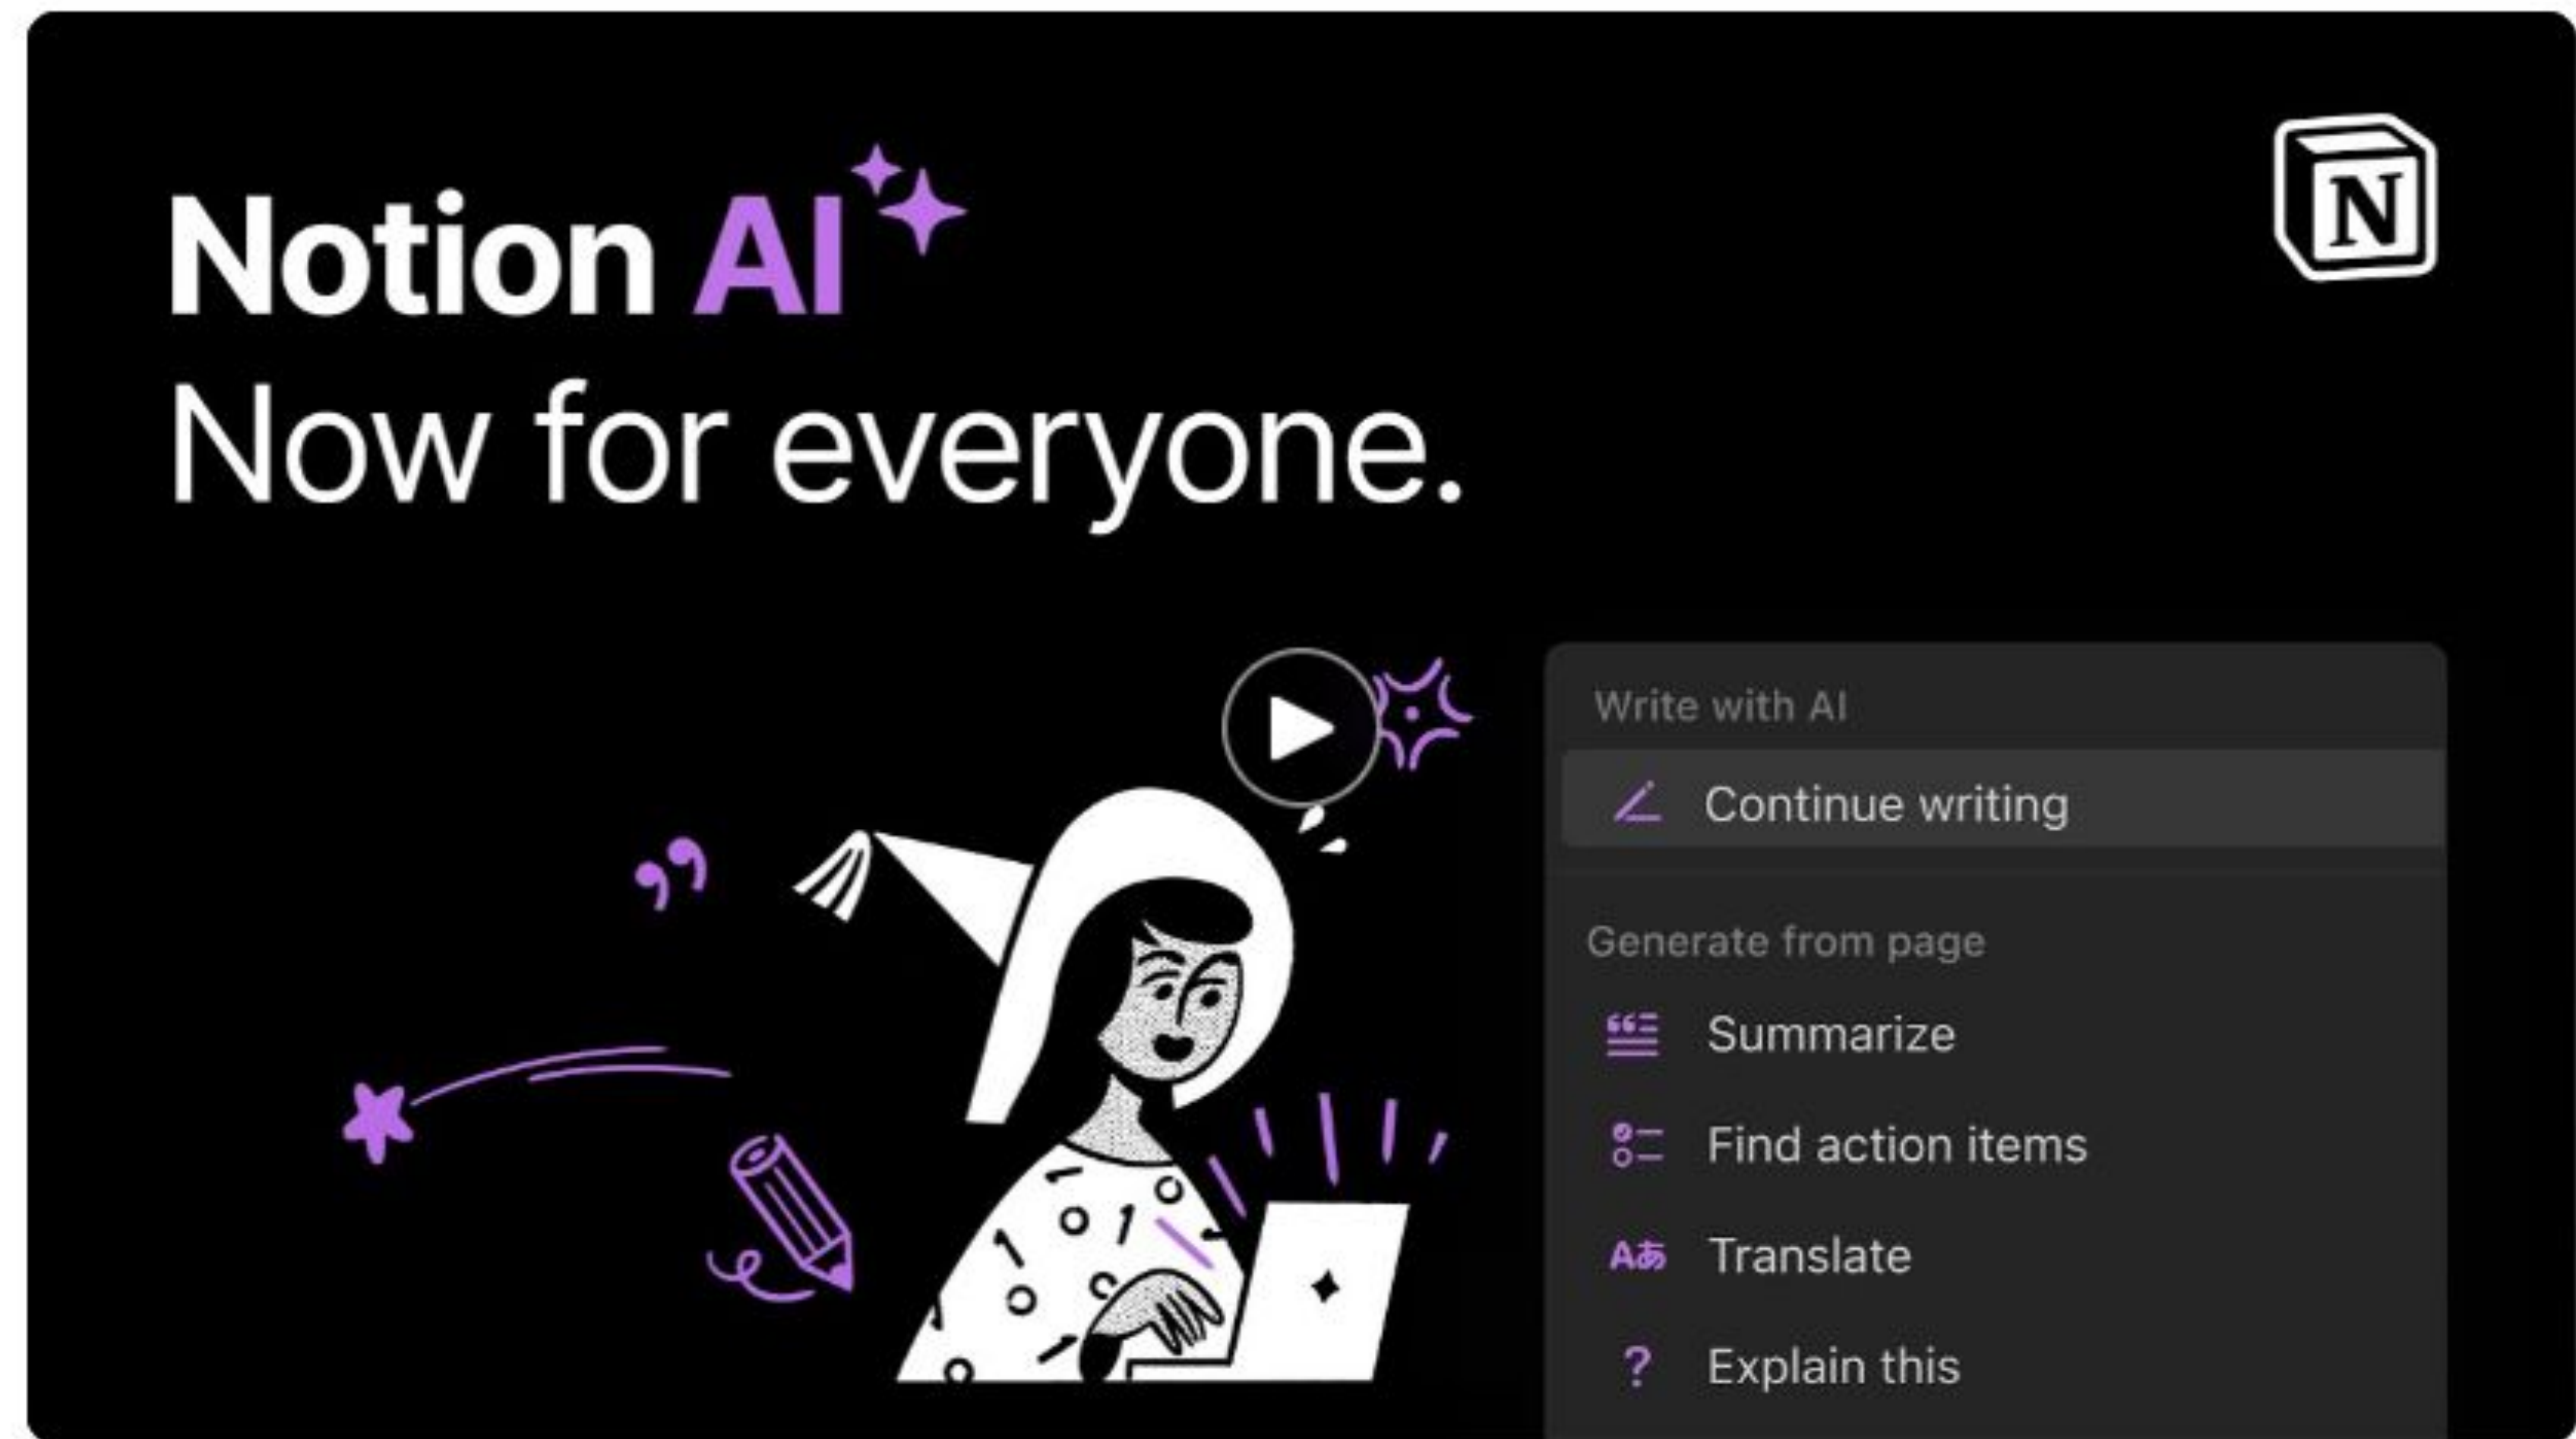 Notion AI
N
Now for everyone.
Write with AI
Continue writing
Generate from page
Summarize
Find action items
Aあ Translate
? Explain this